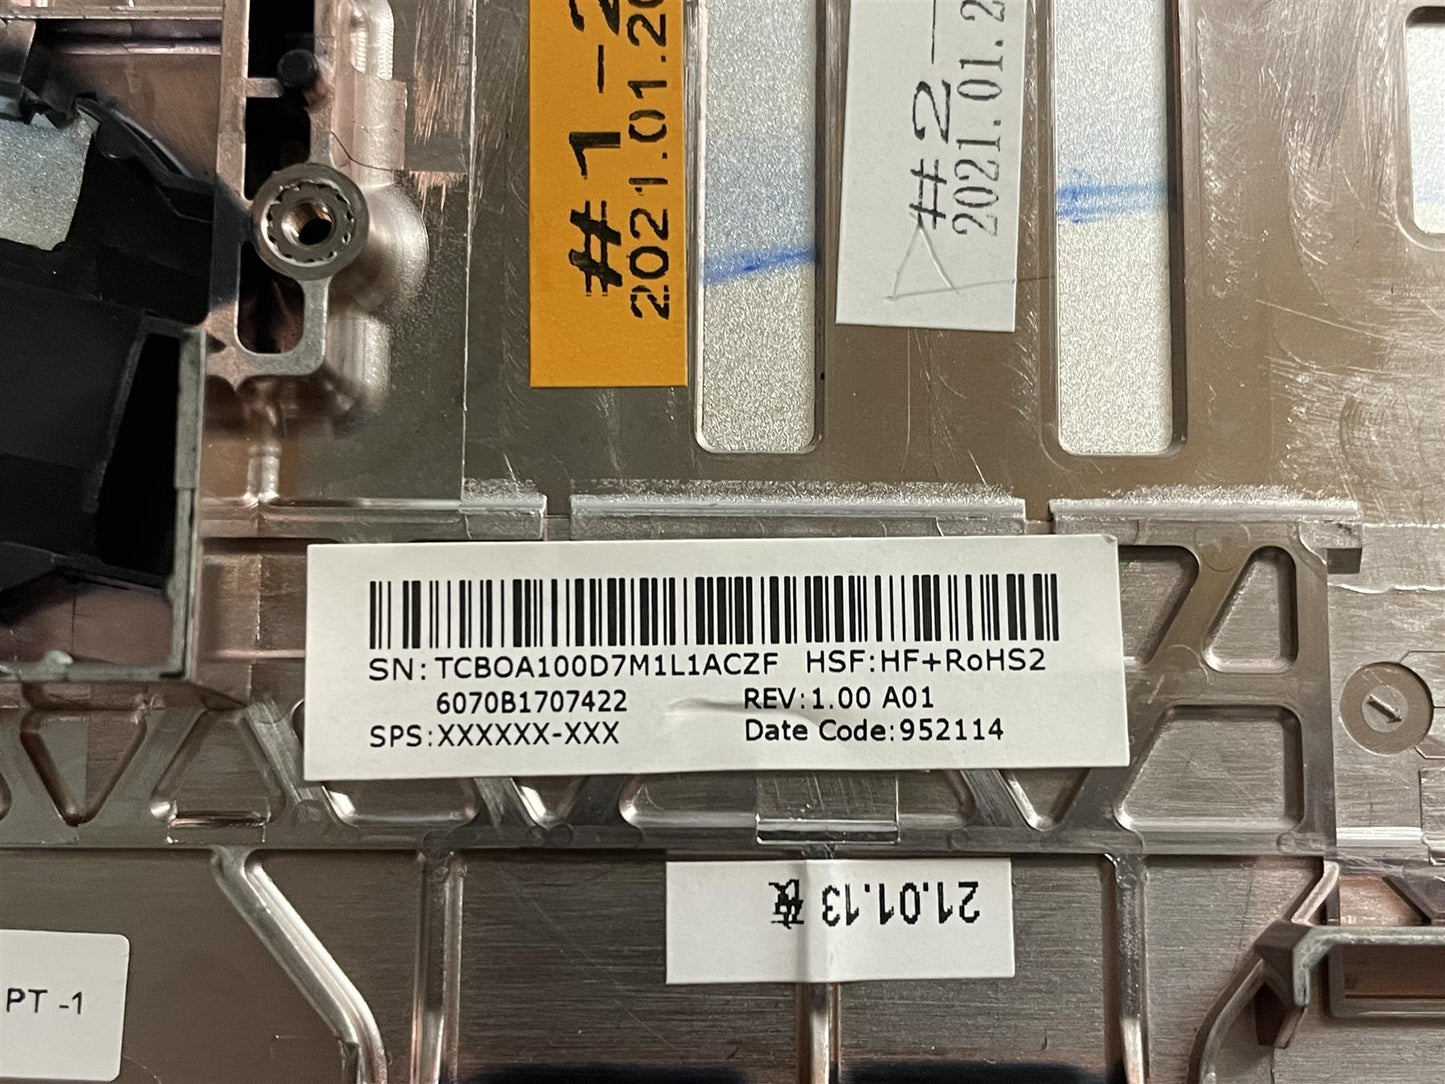 #1-2
2021.01.20
#2-
2021.01.2
SN:TCBOA100D7M1L1ACZF HSF:HF+RoHS2
6070B1707422 REV:1.00 A01
SPS:XXXXXX-XXX Date Code:952114
21.01.13 夜
PT -1